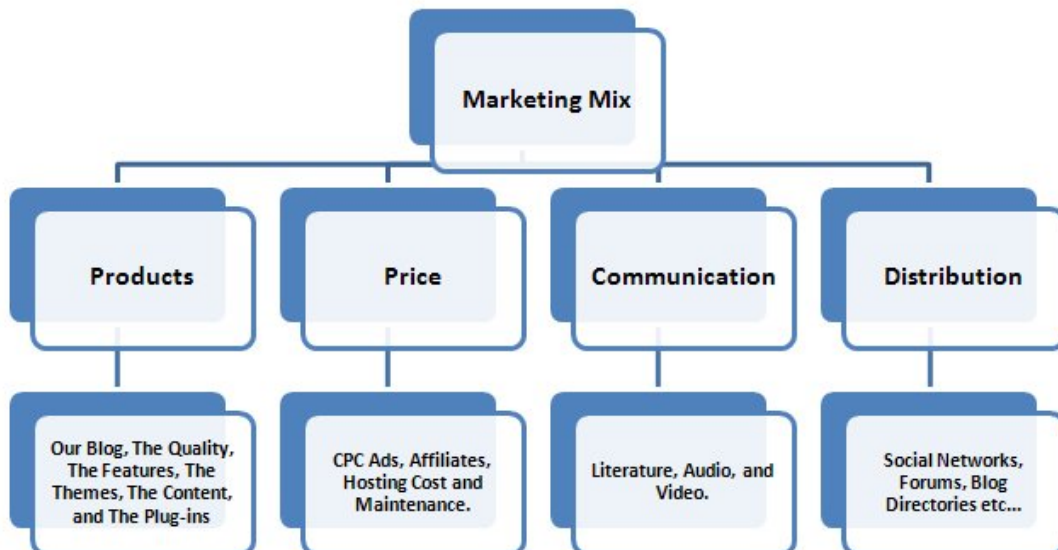 Marketing Mix
Products
Price
Communication
Distribution
Our Blog, The Quality,
The Features, The
Themes, The Content,
and The Plug-ins
CPC Ads, Affiliates,
Hosting Cost and
Maintenance.
Literature, Audio, and
Video.
Social Networks,
Forums, Blog
Directories etc...